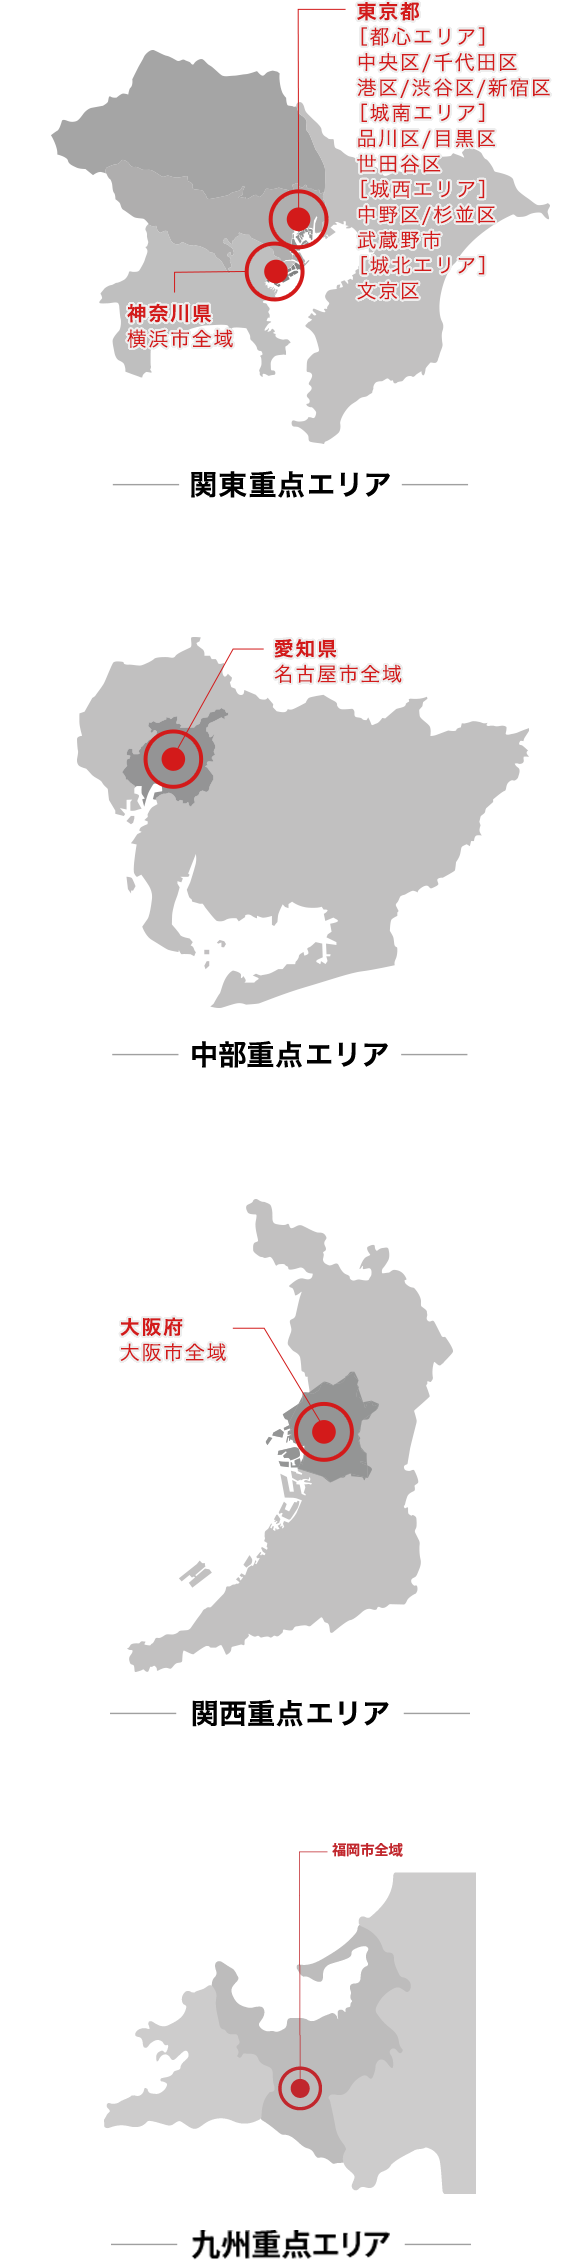 東京都
［都心エリア］
中央区/千代田区
港区/渋谷区/新宿区
［城南エリア］
品川区/目黒区
世田谷区
［城西エリア］
中野区/杉並区
武蔵野市
［城北エリア］
文京区
神奈川県
横浜市全域
関東重点エリア
愛知県
名古屋市全域
中部重点エリア
大阪府
大阪市全域
関西重点エリア
福岡市全域
九州重点エリア